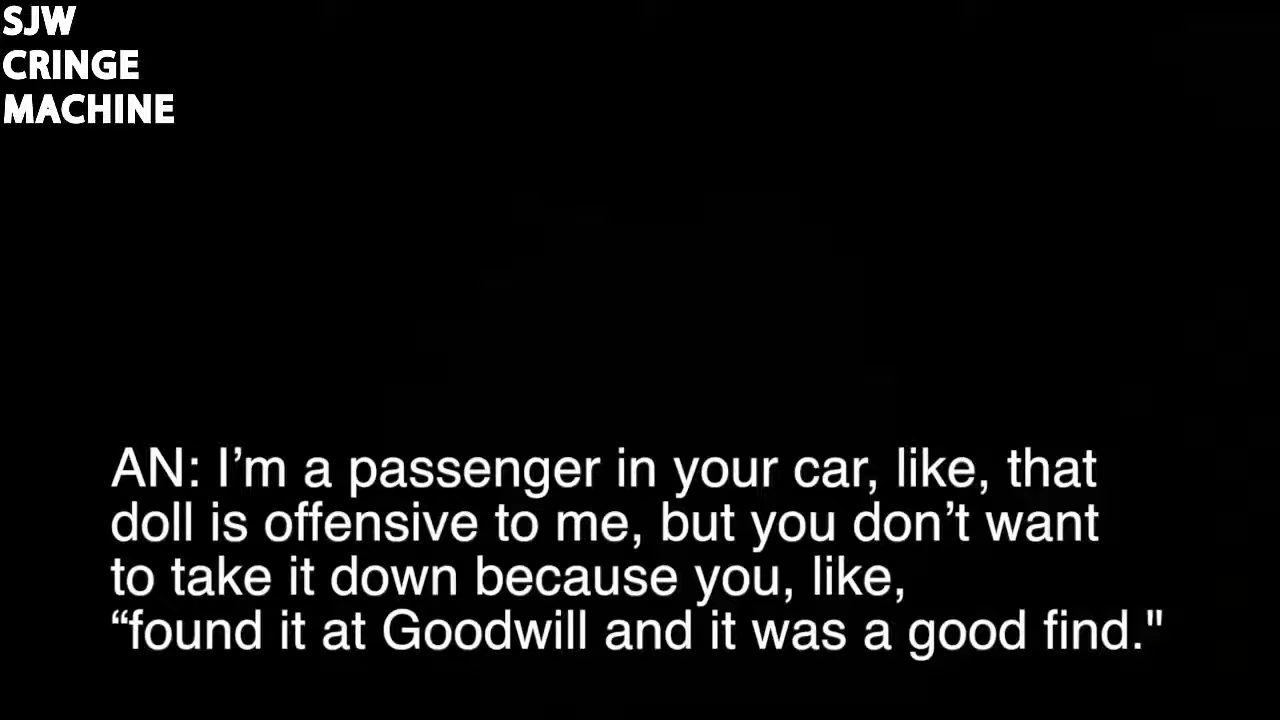 SJW
CRINGE
MACHINE
AN: I’m a passenger in your car, like, that
doll is offensive to me, but you don’t want
to take it down because you, like,
“found it at Goodwill and it was a good find."